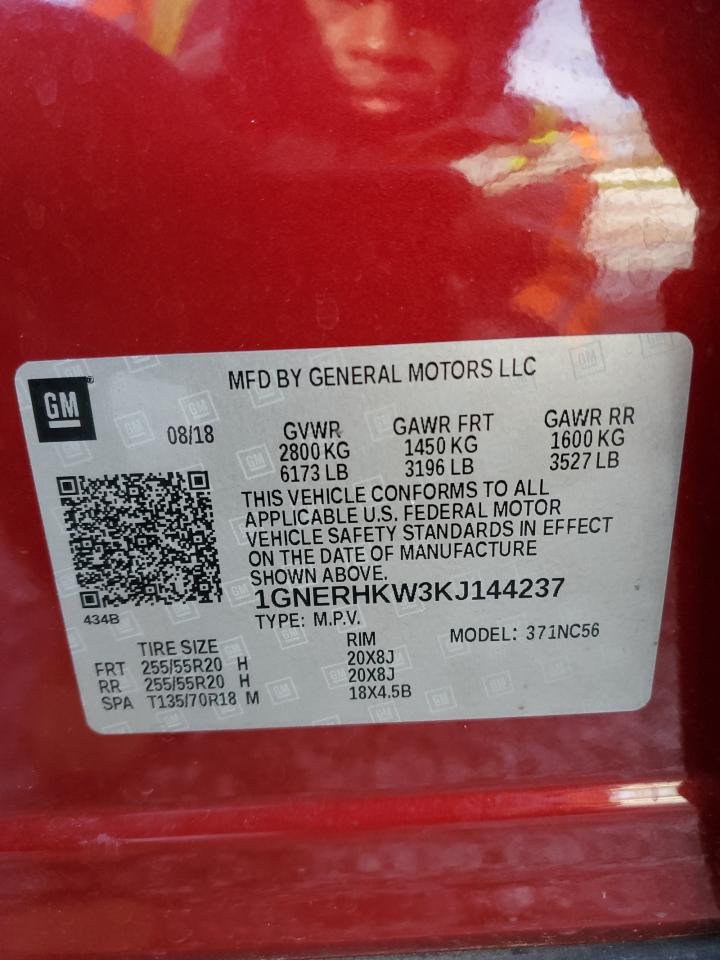 MFD BY GENERAL MOTORS LLC
GM
08/18
GVWR
2800 KG
6173 LB
GAWR FRT
1450 KG
3196 LB
GAWR RR
1600 KG
3527 LB
THIS VEHICLE CONFORMS TO ALL
APPLICABLE U.S. FEDERAL MOTOR
VEHICLE SAFETY STANDARDS IN EFFECT
ON THE DATE OF MANUFACTURE
SHOWN ABOVE.
1GNERHKW3KJ144237
434B
TYPE: M.P.V.
MODEL: 371NC56
TIRE SIZE RIM
FRT 255/55R20 H 20X8J
RR 255/55R20 H 20X8J
SPA T135/70R18 M 18X4.5B